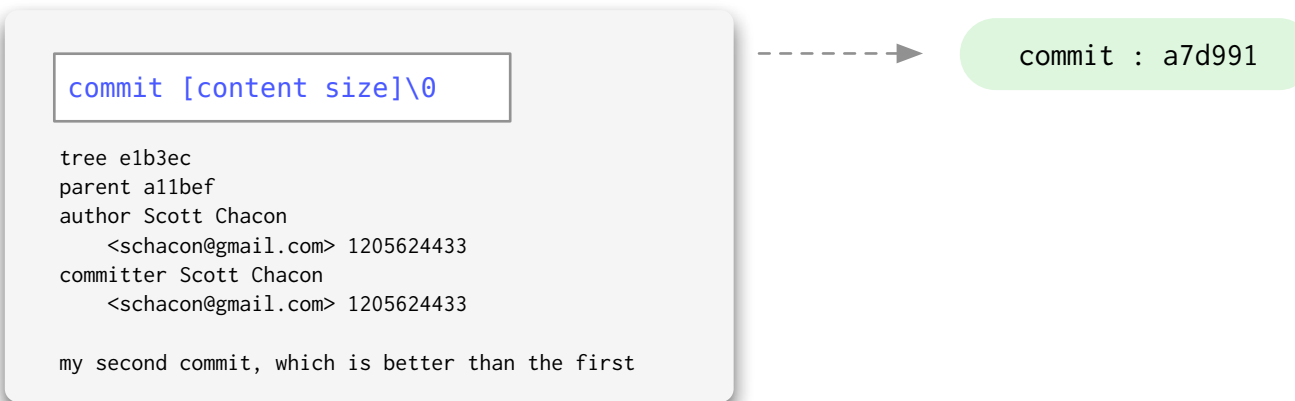 commit [content size]\0
commit : a7d991
tree e1b3ec
parent a11bef
author Scott Chacon
    <schacon@gmail.com> 1205624433
committer Scott Chacon
    <schacon@gmail.com> 1205624433
my second commit, which is better than the first